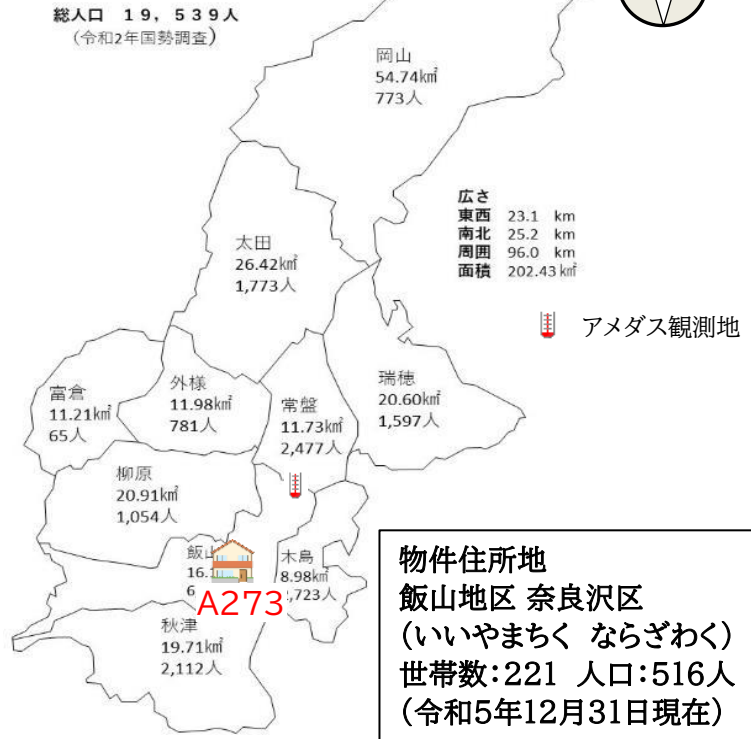 総人口 19,539人
(令和2年国勢調査)
岡山
54.74㎢
773人
広さ
東西 23.1 km
南北 25.2 km
周囲 96.0 km
面積 202.43㎢
アメダス観測地
太田
26.42㎢
1,773人
富倉
11.21㎢
65人
外様
11.98㎢
781人
常盤
11.73㎢
2,477人
瑞穂
20.60㎢
1,597人
柳原
20.91㎢
1,054人
飯山
16.
6
A273
木島
8.98㎢
,723人
秋津
19.71㎢
2,112人
物件住所地
飯山地区 奈良沢区
(いいやまちく ならざわく)
世帯数:221 人口:516人
(令和5年12月31日現在)